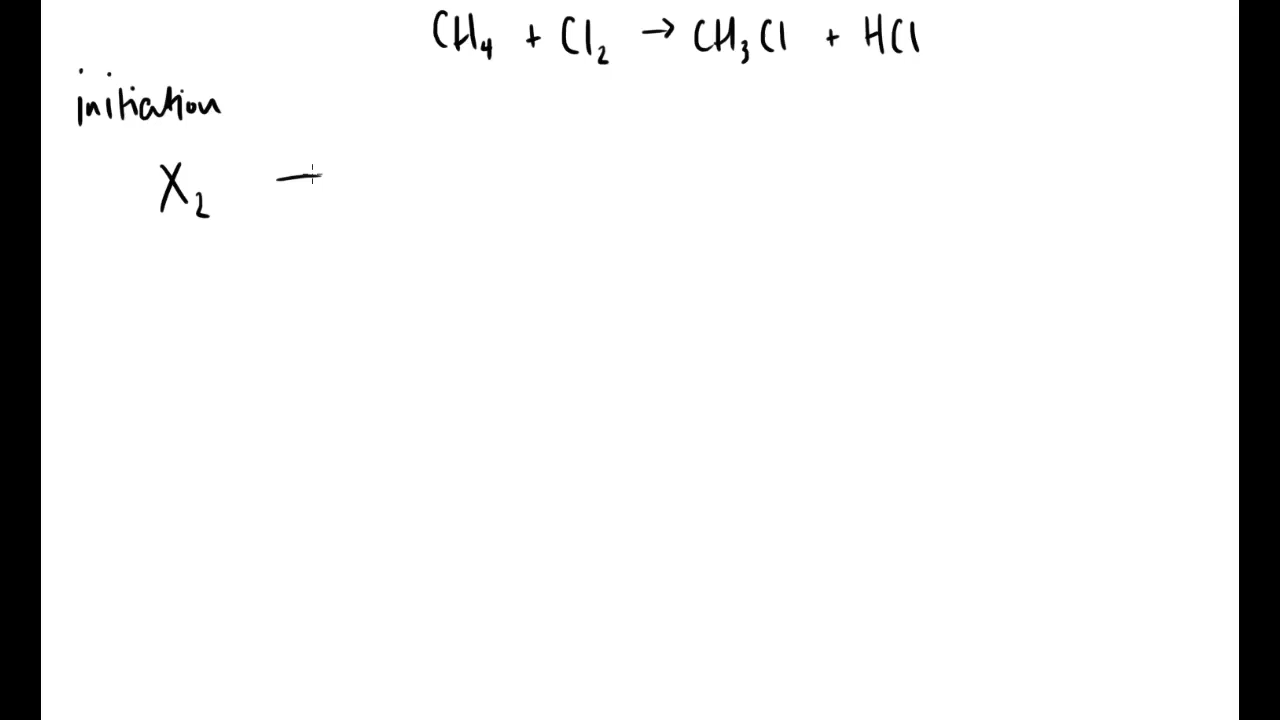 CH₄ + Cl₂ → CH₃Cl + HCl
initiation
X₂ —